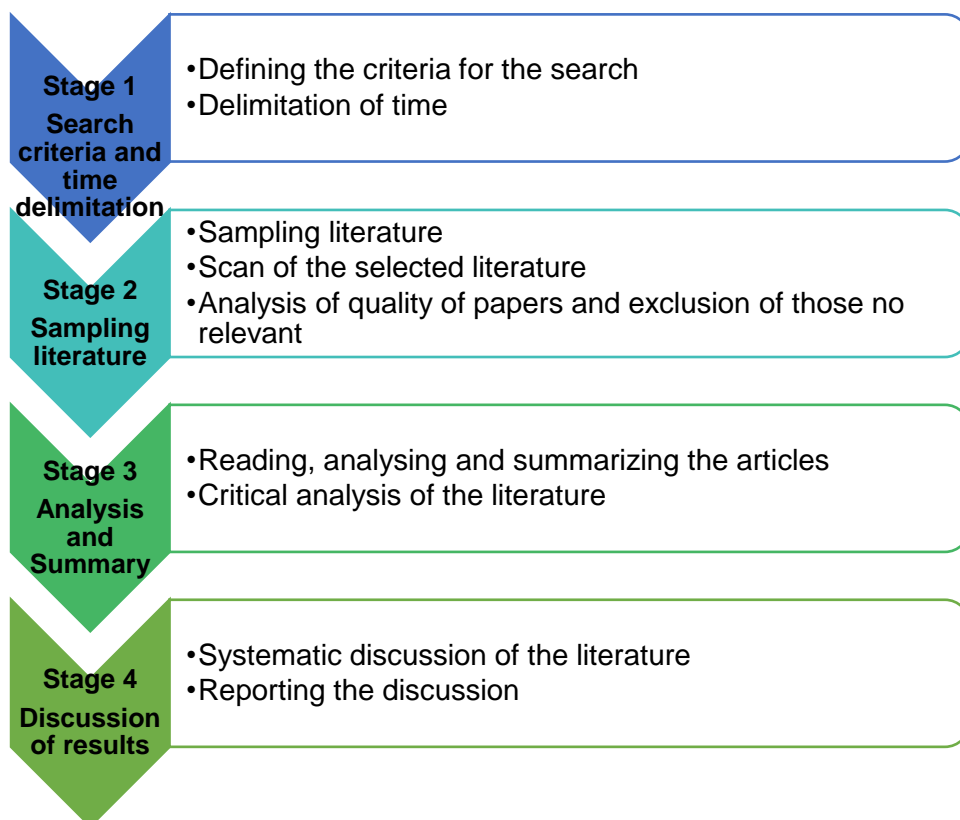 Stage 1
Search
criteria and
time
delimitation
•Defining the criteria for the search
•Delimitation of time
Stage 2
Sampling
literature
•Sampling literature
•Scan of the selected literature
•Analysis of quality of papers and exclusion of those no
relevant
Stage 3
Analysis
and
Summary
•Reading, analysing and summarizing the articles
•Critical analysis of the literature
Stage 4
Discussion
of results
•Systematic discussion of the literature
•Reporting the discussion